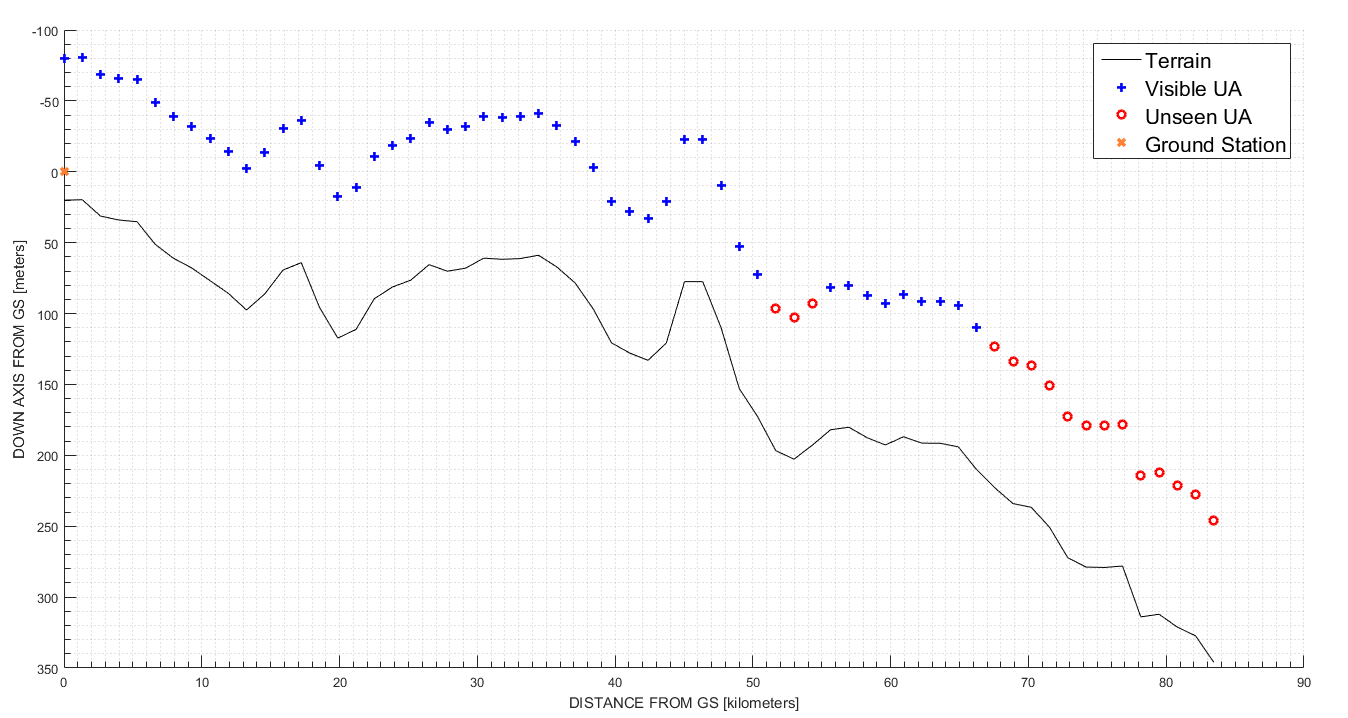 -100
-50
0
50
100
150
200
250
300
350
DOWN AXIS FROM GS [meters]
0 10 20 30 40 50 60 70 80 90
DISTANCE FROM GS [kilometers]
Terrain
Visible UA
Unseen UA
Ground Station